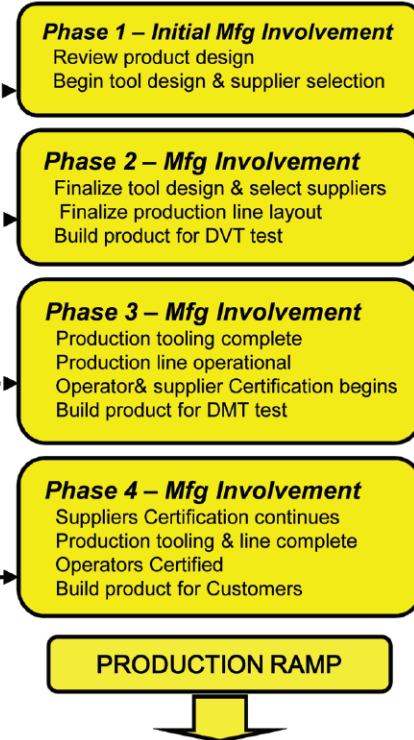 Phase 1 – Initial Mfg Involvement
Review product design
Begin tool design & supplier selection
Phase 2 – Mfg Involvement
Finalize tool design & select suppliers
Finalize production line layout
Build product for DVT test
Phase 3 – Mfg Involvement
Production tooling complete
Production line operational
Operator& supplier Certification begins
Build product for DMT test
Phase 4 – Mfg Involvement
Suppliers Certification continues
Production tooling & line complete
Operators Certified
Build product for Customers
PRODUCTION RAMP